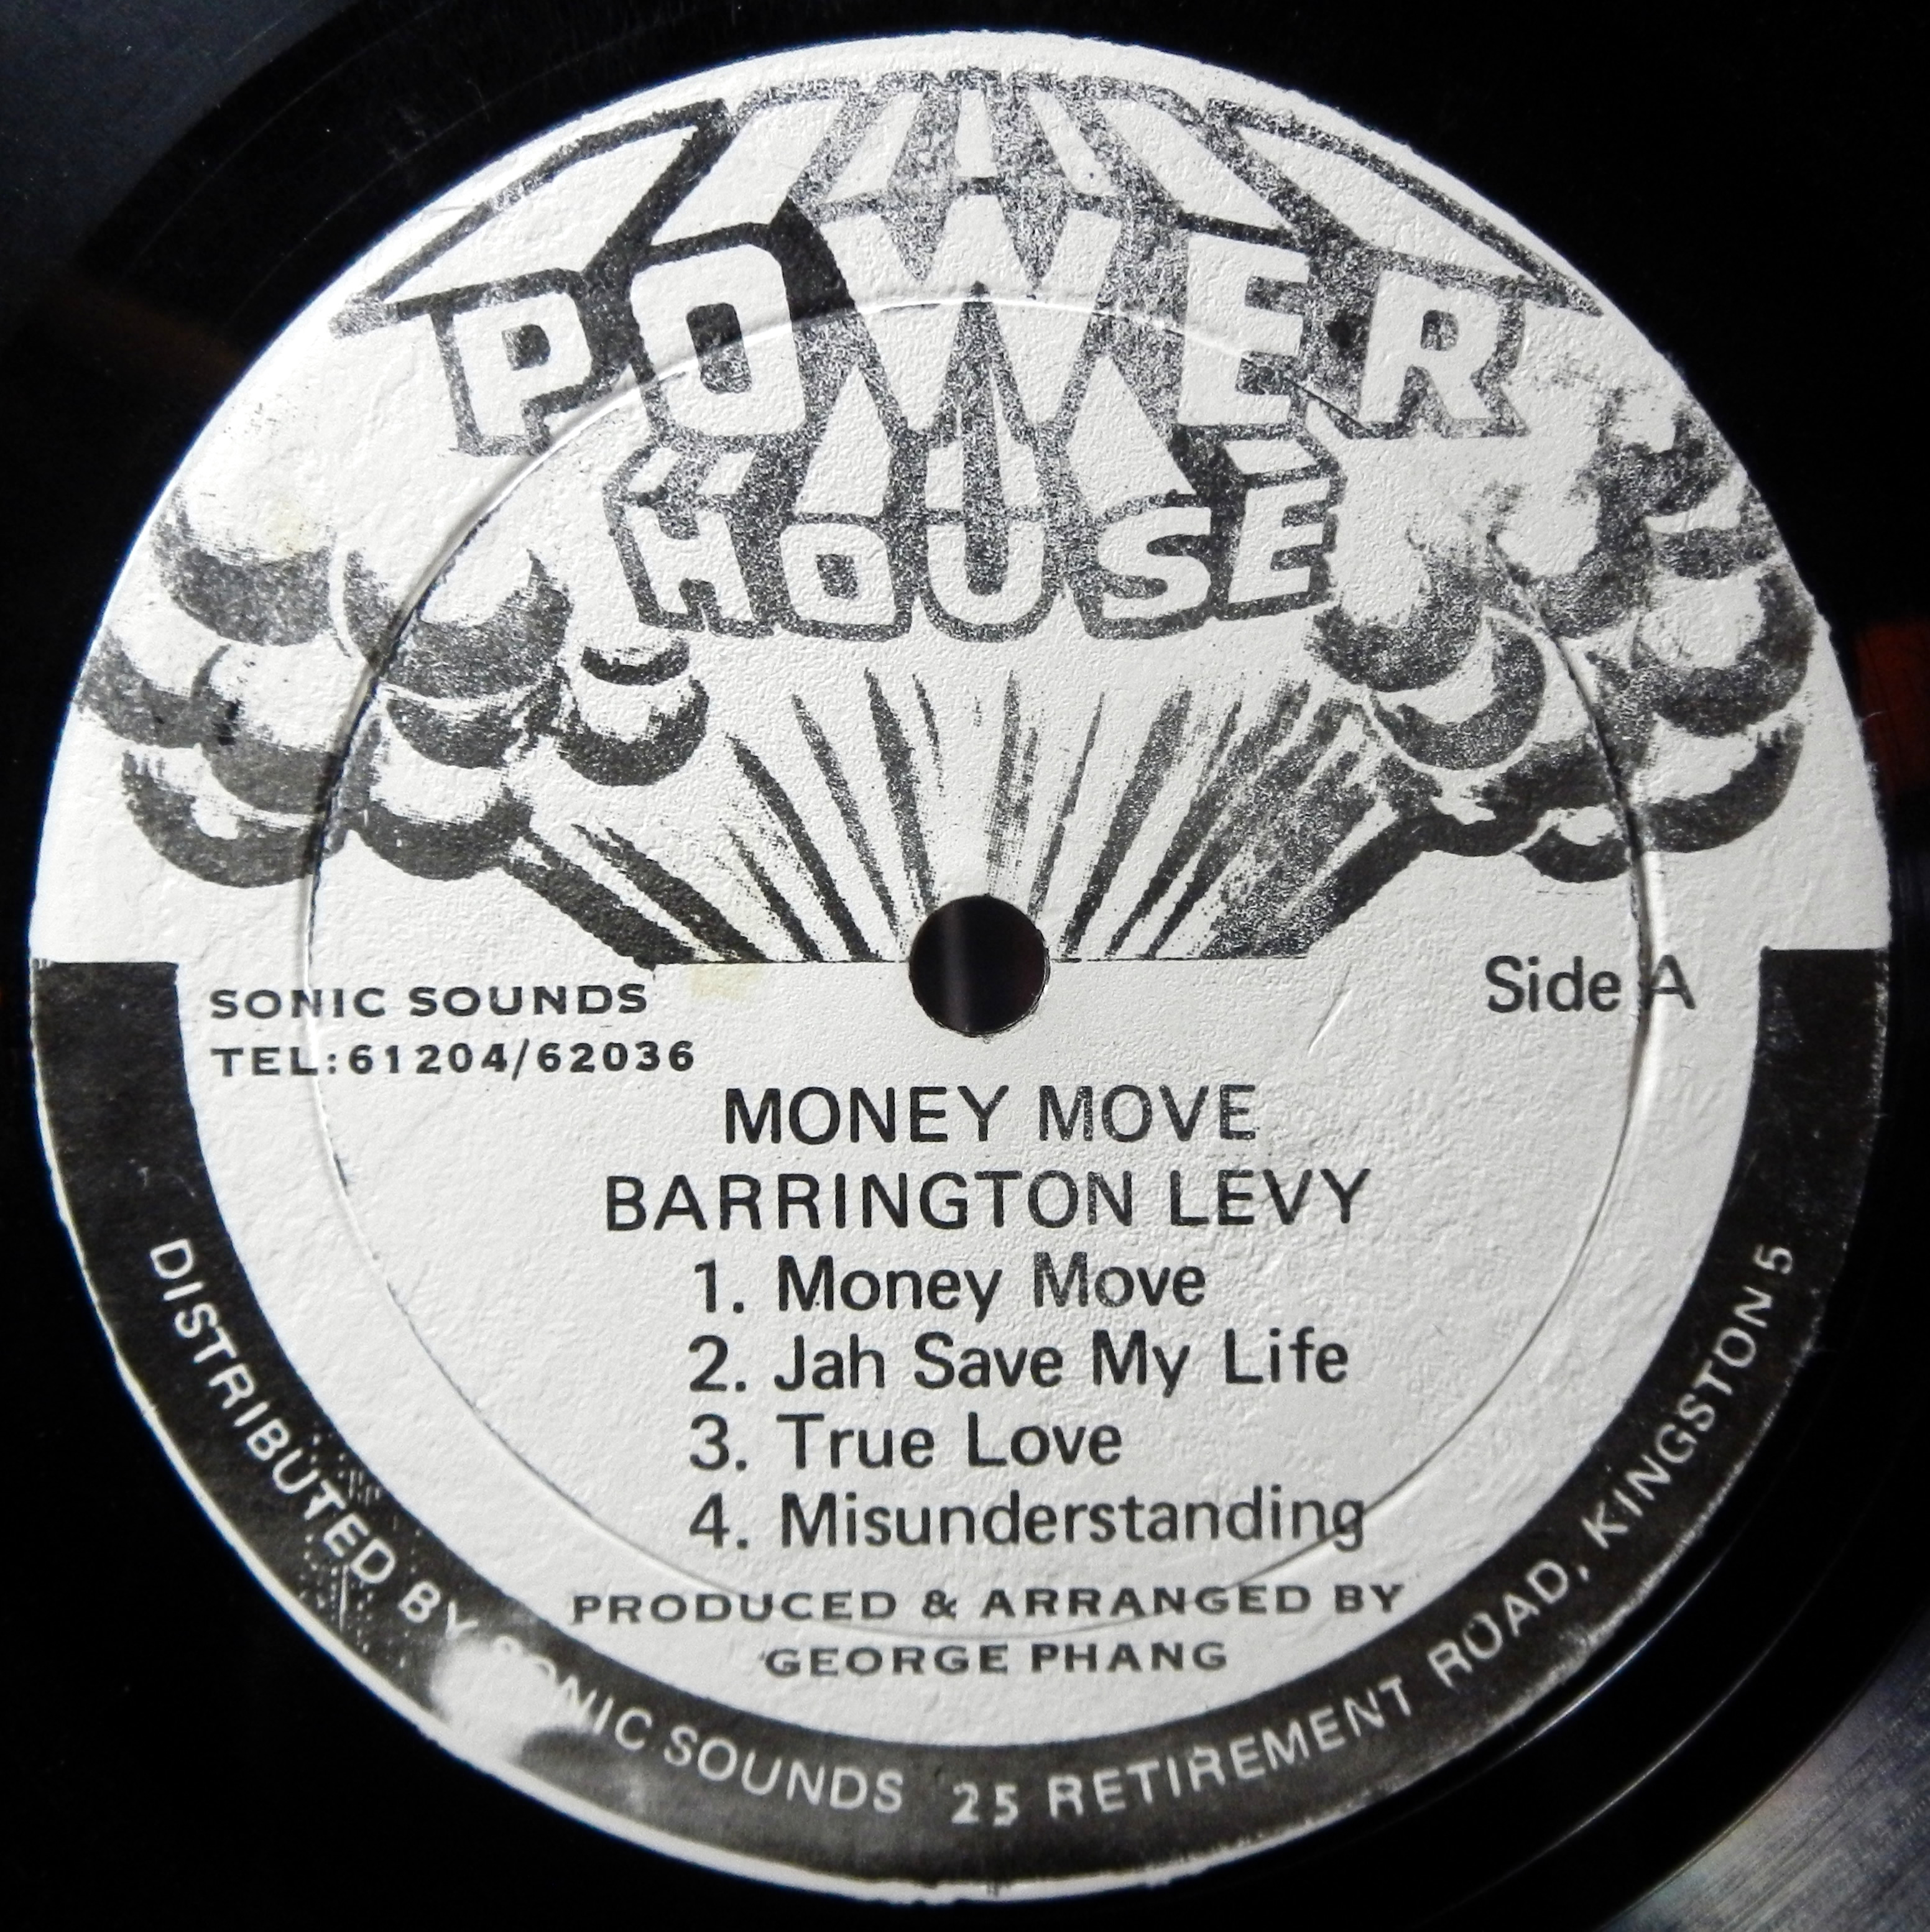 POWER
HOUSE
SONIC SOUNDS
TEL:61204/62036
Side A
MONEY MOVE
BARRINGTON LEVY
1. Money Move
2. Jah Save My Life
3. True Love
4. Misunderstanding
PRODUCED & ARRANGED BY
GEORGE PHANG
DISTRIBUTED BY SONIC SOUNDS 25 RETIREMENT ROAD, KINGSTON 5